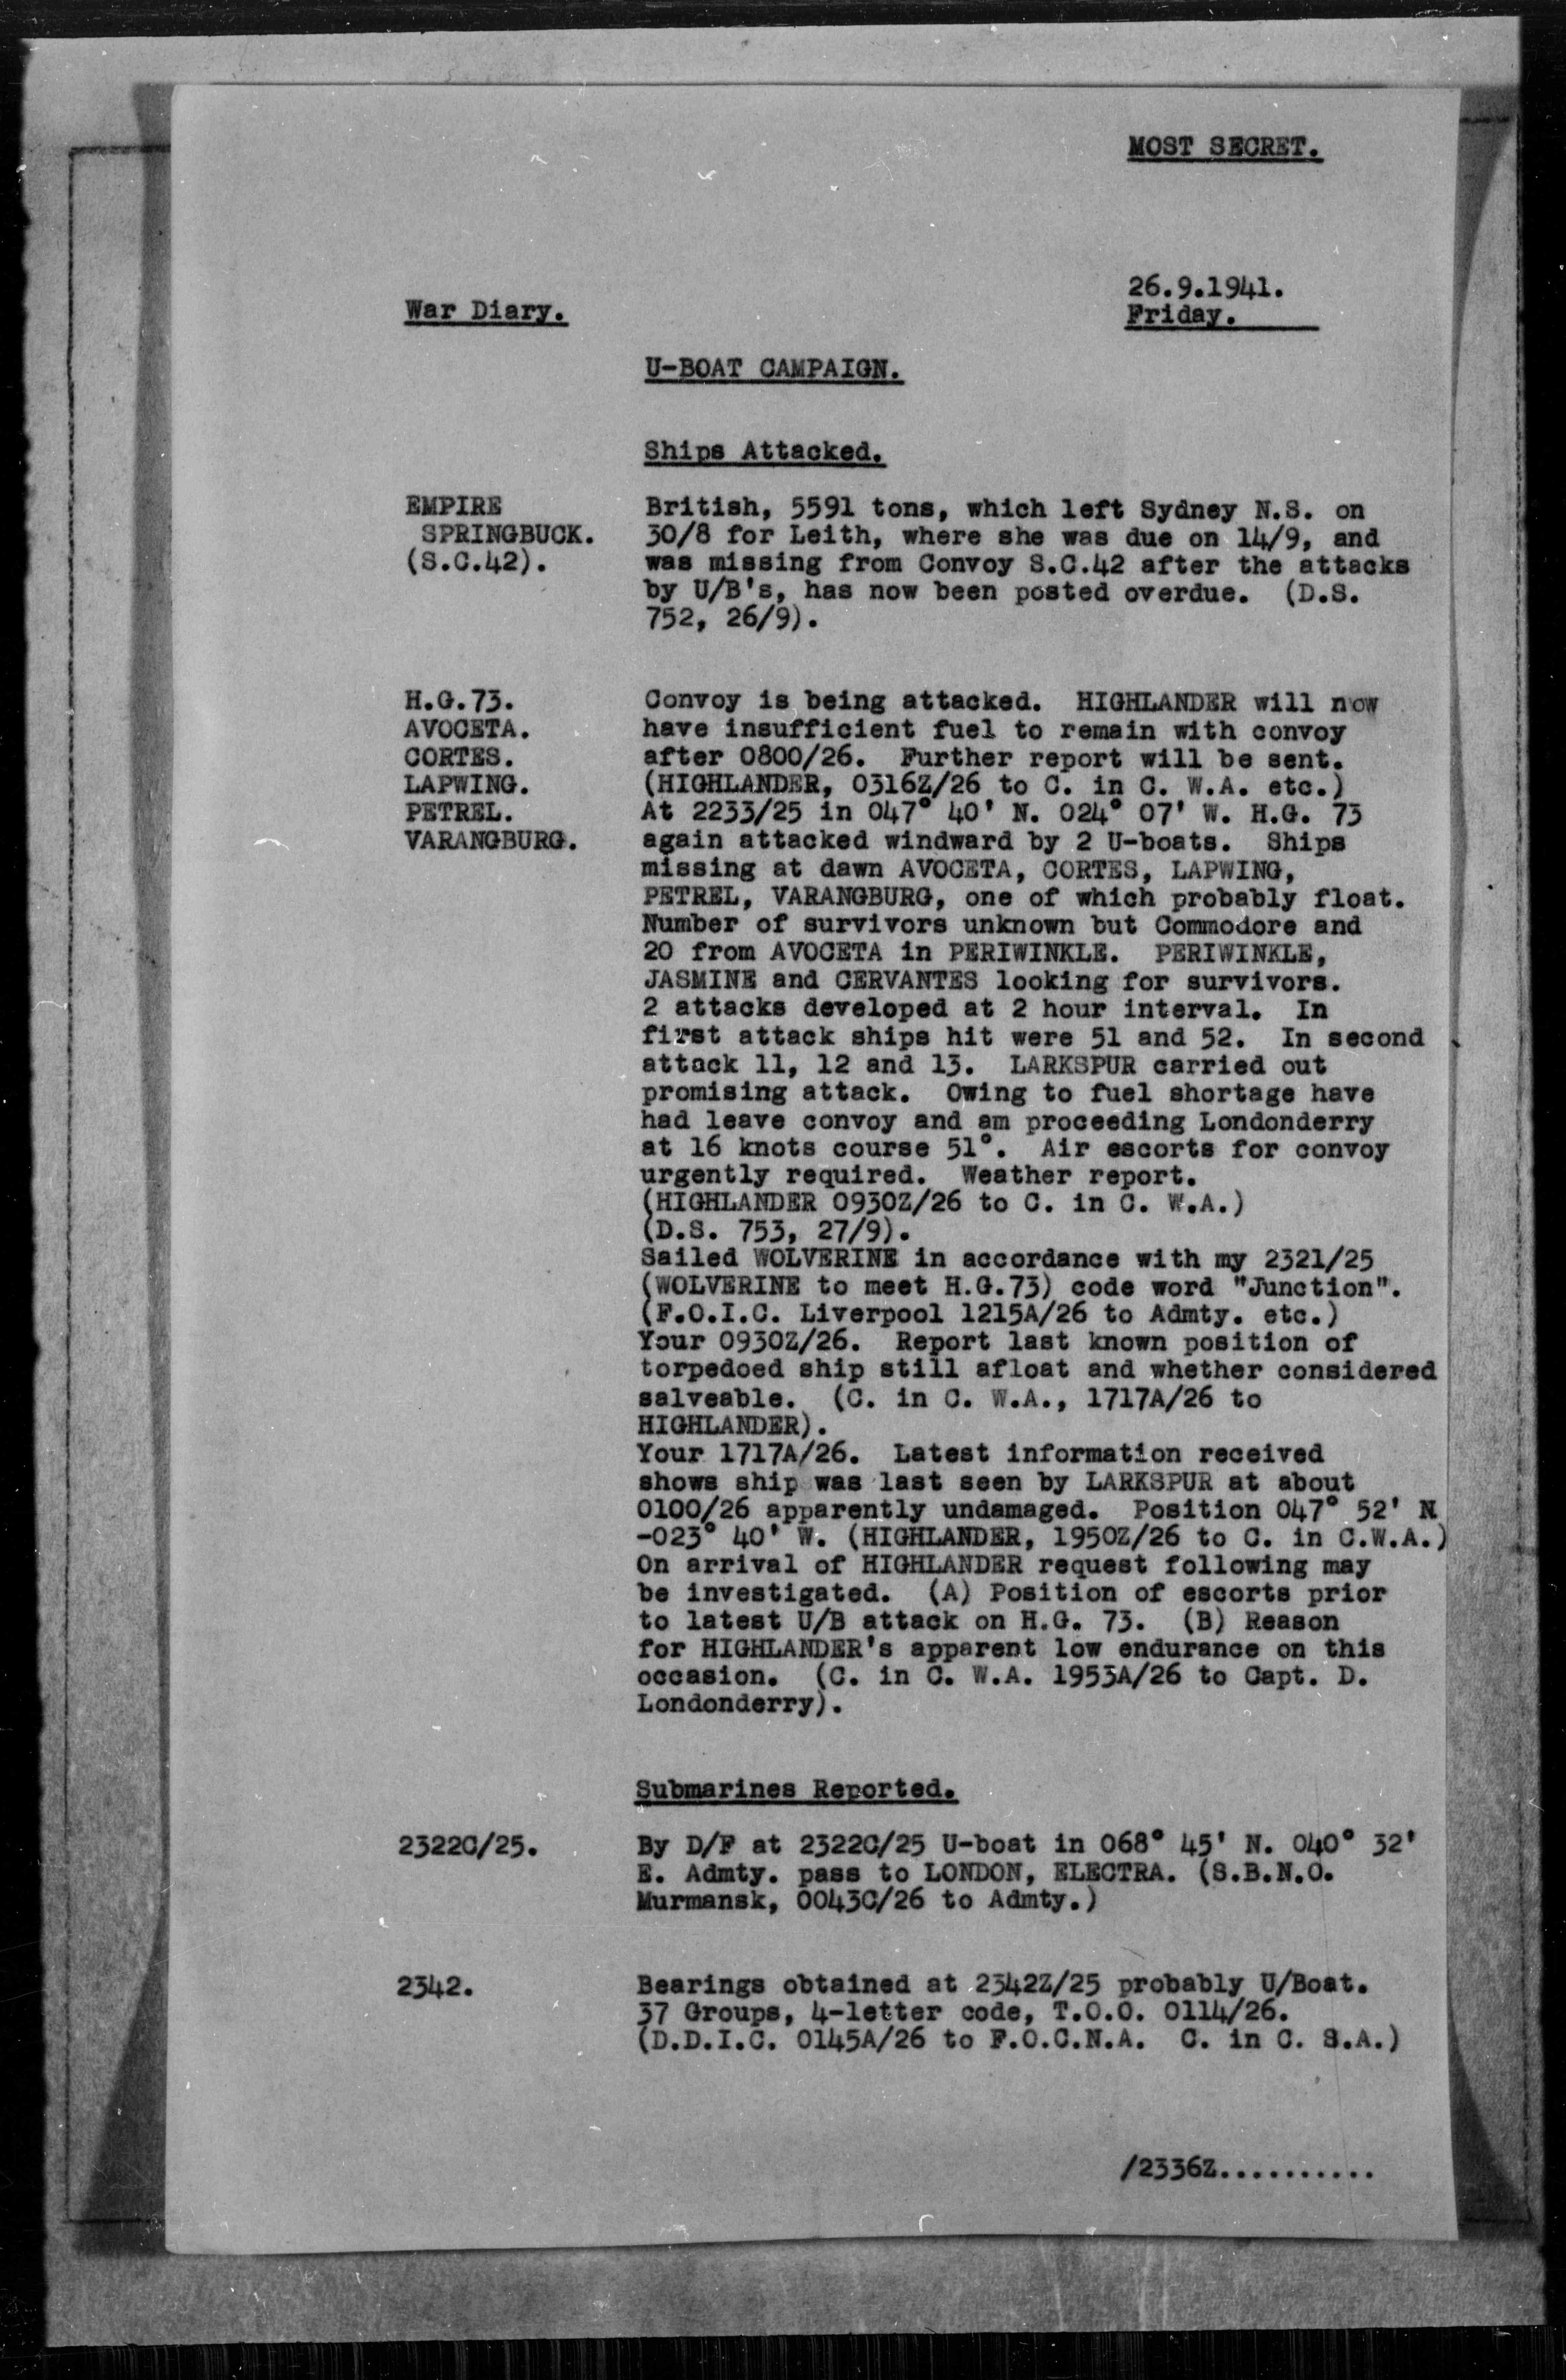 MOST SECRET.
26.9.1941.
War Diary.
Friday.
U-BOAT CAMPAIGN.
Ships Attacked.
EMPIRE
SPRINGBUCK.
(S.C.42).
British, 5591 tons, which left Sydney N.S. on
30/8 for Leith, where she was due on 14/9, and
was missing from Convoy S.C.42 after the attacks
by U/B's, has now been posted overdue. (D.S.
752, 26/9).
H.G.73.
AVOCETA.
CORTES.
LAPWING.
PETREL.
VARANGBURG.
Convoy is being attacked. HIGHLANDER will now
have insufficient fuel to remain with convoy
after 0800/26. Further report will be sent.
(HIGHLANDER, 0316Z/26 to C. in C. W.A. etc.)
At 2233/25 in 047° 40' N. 024° 07' W. H.G. 73
again attacked windward by 2 U-boats. Ships
missing at dawn AVOCETA, CORTES, LAPWING,
PETREL, VARANGBURG, one of which probably float.
Number of survivors unknown but Commodore and
20 from AVOCETA in PERIWINKLE. PERIWINKLE,
JASMINE and CERVANTES looking for survivors.
2 attacks developed at 2 hour interval. In
first attack ships hit were 51 and 52. In second
attack 11, 12 and 13. LARKSPUR carried out
promising attack. Owing to fuel shortage have
had leave convoy and am proceeding Londonderry
at 16 knots course 51°. Air escorts for convoy
urgently required. Weather report.
(HIGHLANDER 0930Z/26 to C. in C. W.A.)
(D.S. 753, 27/9).
Sailed WOLVERINE in accordance with my 2321/25
(WOLVERINE to meet H.G.73) code word "Junction".
(F.O.I.C. Liverpool 1215A/26 to Admty. etc.)
Your 0930Z/26. Report last known position of
torpedoed ship still afloat and whether considered
salveable. (C. in C. W.A., 1717A/26 to
HIGHLANDER).
Your 1717A/26. Latest information received
shows ship was last seen by LARKSPUR at about
0100/26 apparently undamaged. Position 047° 52' N
-023° 40' W. (HIGHLANDER, 1950Z/26 to C. in C.W.A.)
On arrival of HIGHLANDER request following may
be investigated. (A) Position of escorts prior
to latest U/B attack on H.G. 73. (B) Reason
for HIGHLANDER's apparent low endurance on this
occasion. (C. in C. W.A. 1953A/26 to Capt. D.
Londonderry).
Submarines Reported.
2322C/25.
By D/F at 2322C/25 U-boat in 068° 45' N. 040° 32'
E. Admty. pass to LONDON, ELECTRA. (S.B.N.O.
Murmansk, 0043C/26 to Admty.)
2342.
Bearings obtained at 2342Z/25 probably U/Boat.
37 Groups, 4-letter code, T.O.O. 0114/26.
(D.D.I.C. 0145A/26 to F.O.C.N.A. C. in C. S.A.)
/2336Z...........